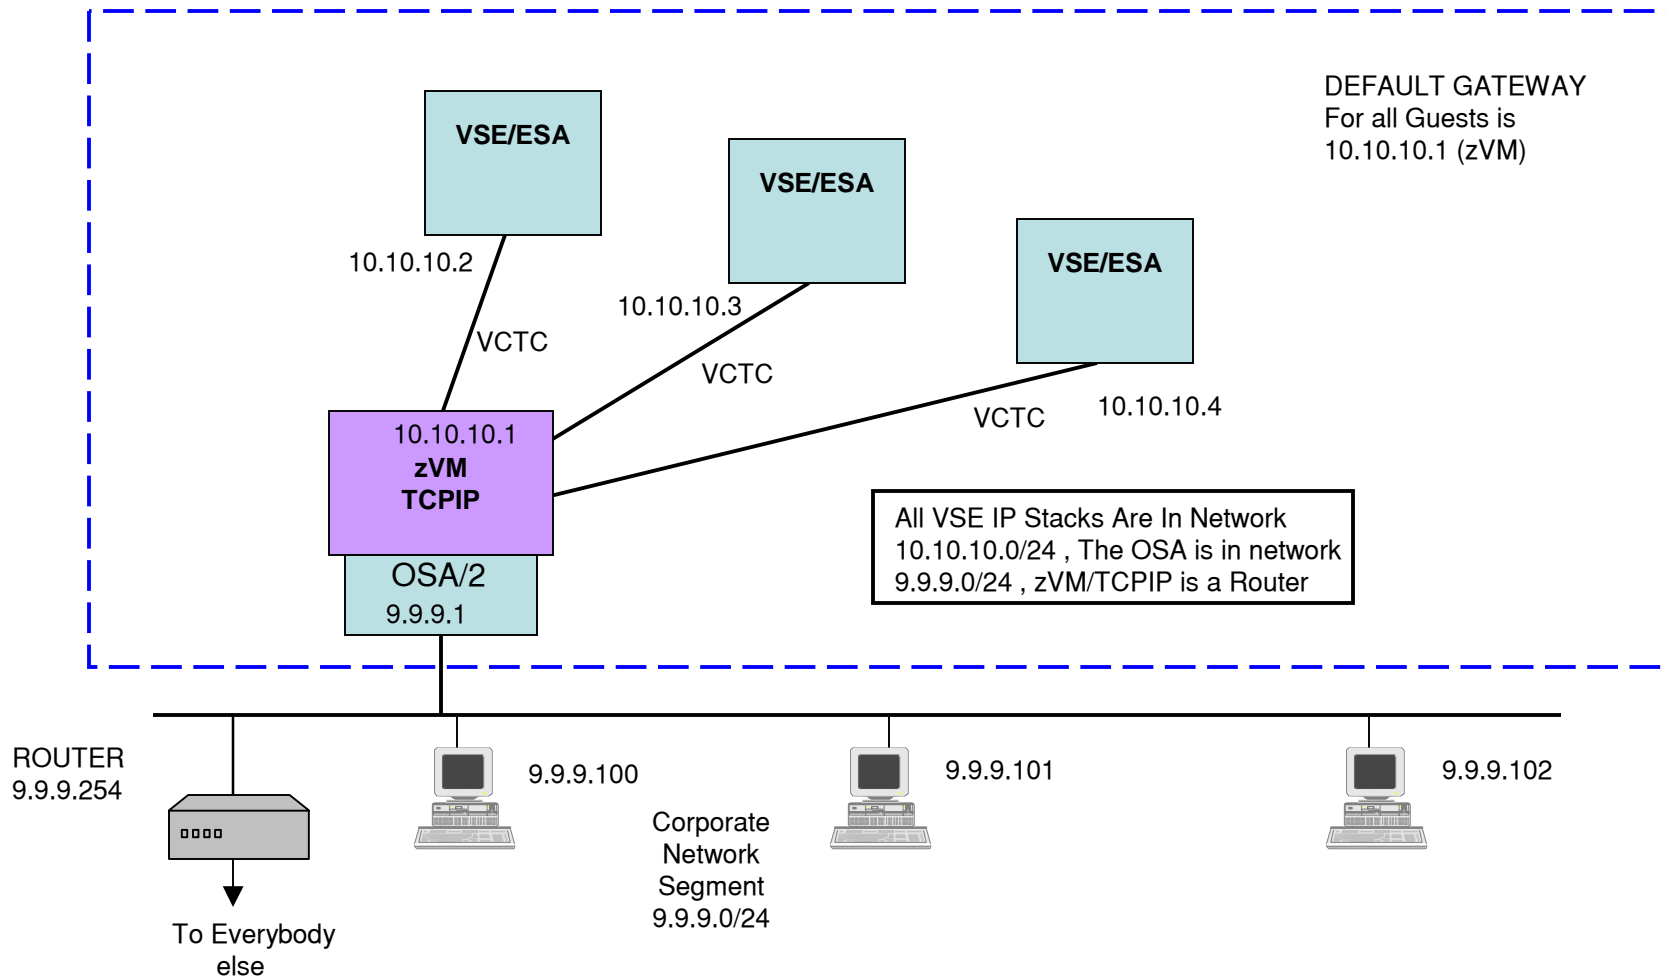 DEFAULT GATEWAY
For all Guests is
10.10.10.1 (zVM)
VSE/ESA
VSE/ESA
VSE/ESA
10.10.10.2
10.10.10.3
10.10.10.4
VCTC
VCTC
VCTC
10.10.10.1
zVM
TCPIP
OSA/2
9.9.9.1
All VSE IP Stacks Are In Network
10.10.10.0/24 , The OSA is in network
9.9.9.0/24 , zVM/TCPIP is a Router
ROUTER
9.9.9.254
9.9.9.100
9.9.9.101
9.9.9.102
Corporate
Network
Segment
9.9.9.0/24
To Everybody
else